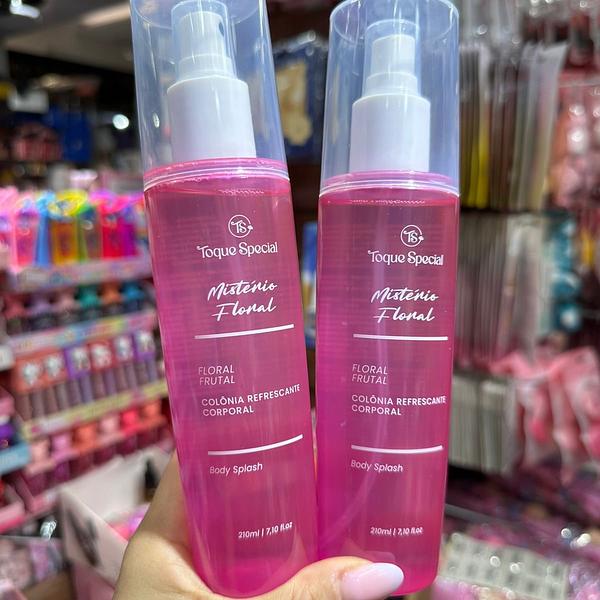 TS
Toque Special
Mistério
Floral
FLORAL
FRUTAL
COLÔNIA REFRESCANTE
CORPORAL
Body Splash
210ml | 7,10 fl.oz
TS
Toque Special
Mistério
Floral
FLORAL
FRUTAL
COLÔNIA REFRESCANTE
CORPORAL
Body Splash
210ml | 7,10 fl.oz